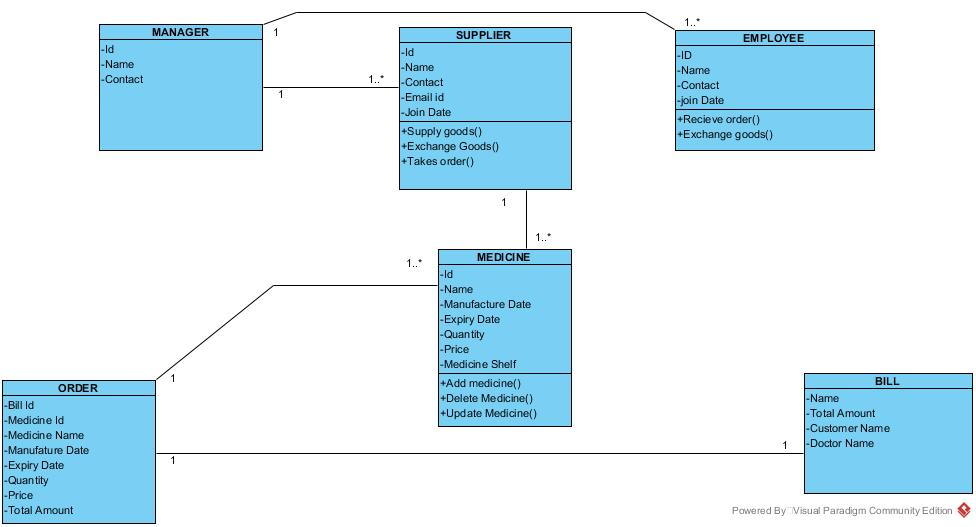 MANAGER
-Id
-Name
-Contact
1
1
SUPPLIER
-Id
-Name
-Contact
-Email id
-Join Date
+Supply goods()
+Exchange Goods()
+Takes order()
1..*
1
EMPLOYEE
-ID
-Name
-Contact
-join Date
+Recieve order()
+Exchange goods()
1..*
1..*
MEDICINE
-Id
-Name
-Manufacture Date
-Expiry Date
-Quantity
-Price
-Medicine Shelf
+Add medicine()
+Delete Medicine()
+Update Medicine()
1..*
1
ORDER
-Bill Id
-Medicine Id
-Medicine Name
-Manufature Date
-Expiry Date
-Quantity
-Price
-Total Amount
1
1
BILL
-Name
-Total Amount
-Customer Name
-Doctor Name
Powered By Visual Paradigm Community Edition